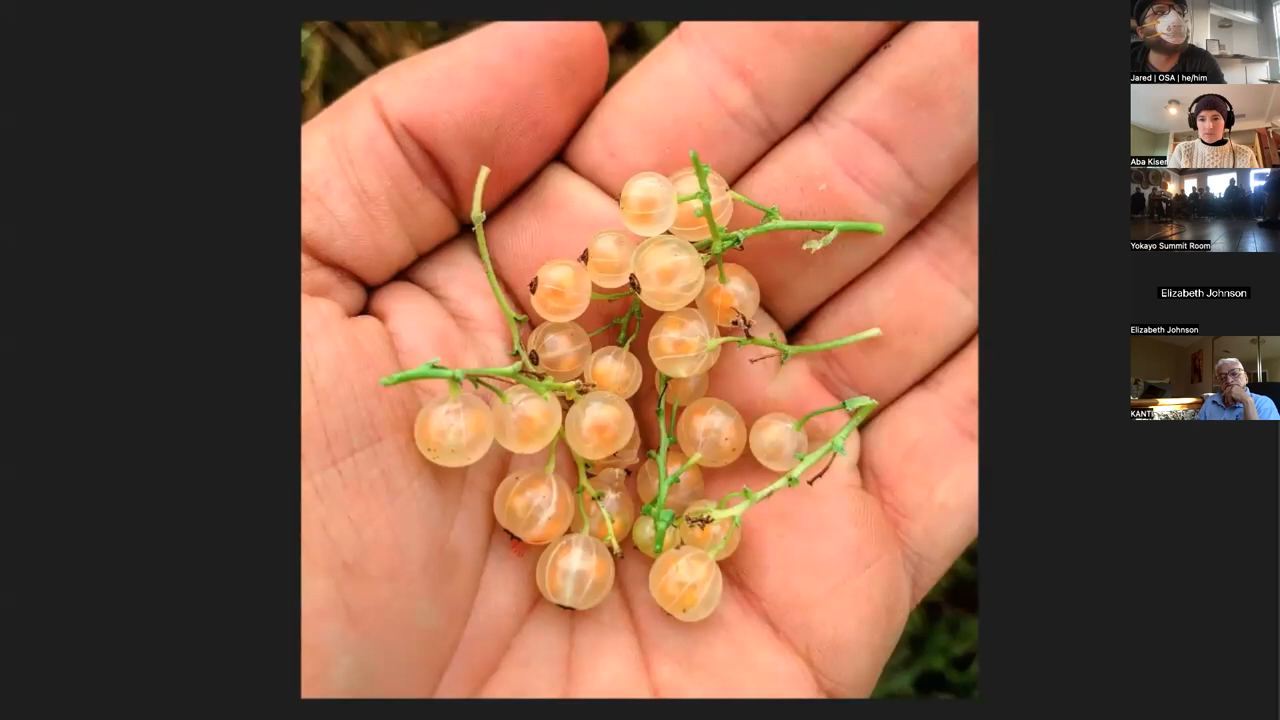 Jared | OSA | he/him
Aba Kiser
Yokayo Summit Room
Elizabeth Johnson
Elizabeth Johnson